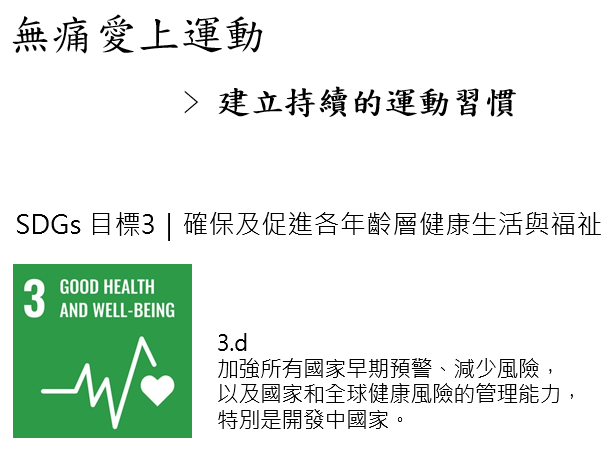 無痛愛上運動
> 建立持續的運動習慣
SDGs 目標3｜確保及促進各年齡層健康生活與福祉
3 GOOD HEALTH
AND WELL-BEING
3.d
加強所有國家早期預警、減少風險，
以及國家和全球健康風險的管理能力，
特別是開發中國家。